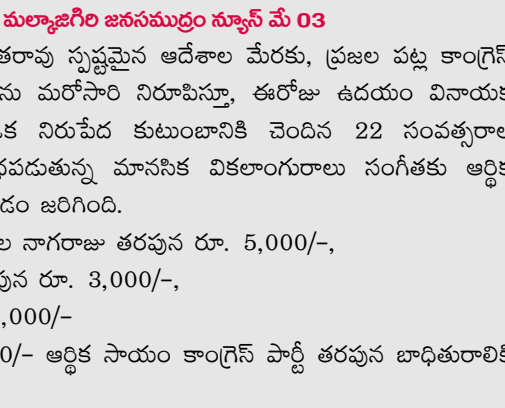 మల్కాజిగిరి జనసముద్రం న్యూస్ మే 03
తరావు స్పష్టమైన ఆదేశాల మేరకు, ప్రజల పట్ల కాంగ్రెస్
ను మరోసారి నిరూపిస్తూ, ఈరోజు ఉదయం వినాయక
నిరుపేద కుటుంబానికి చెందిన 22 సంవత్సరాల
పడుతున్న మానసిక వికలాంగురాలు సంగీతకు ఆర్థిక
డం జరిగింది.
ల నాగరాజు తరపున రూ. 5,000/-,
పున రూ. 3,000/-,
,000/-
0/- ఆర్థిక సాయం కాంగ్రెస్ పార్టీ తరపున బాధితురాలికి